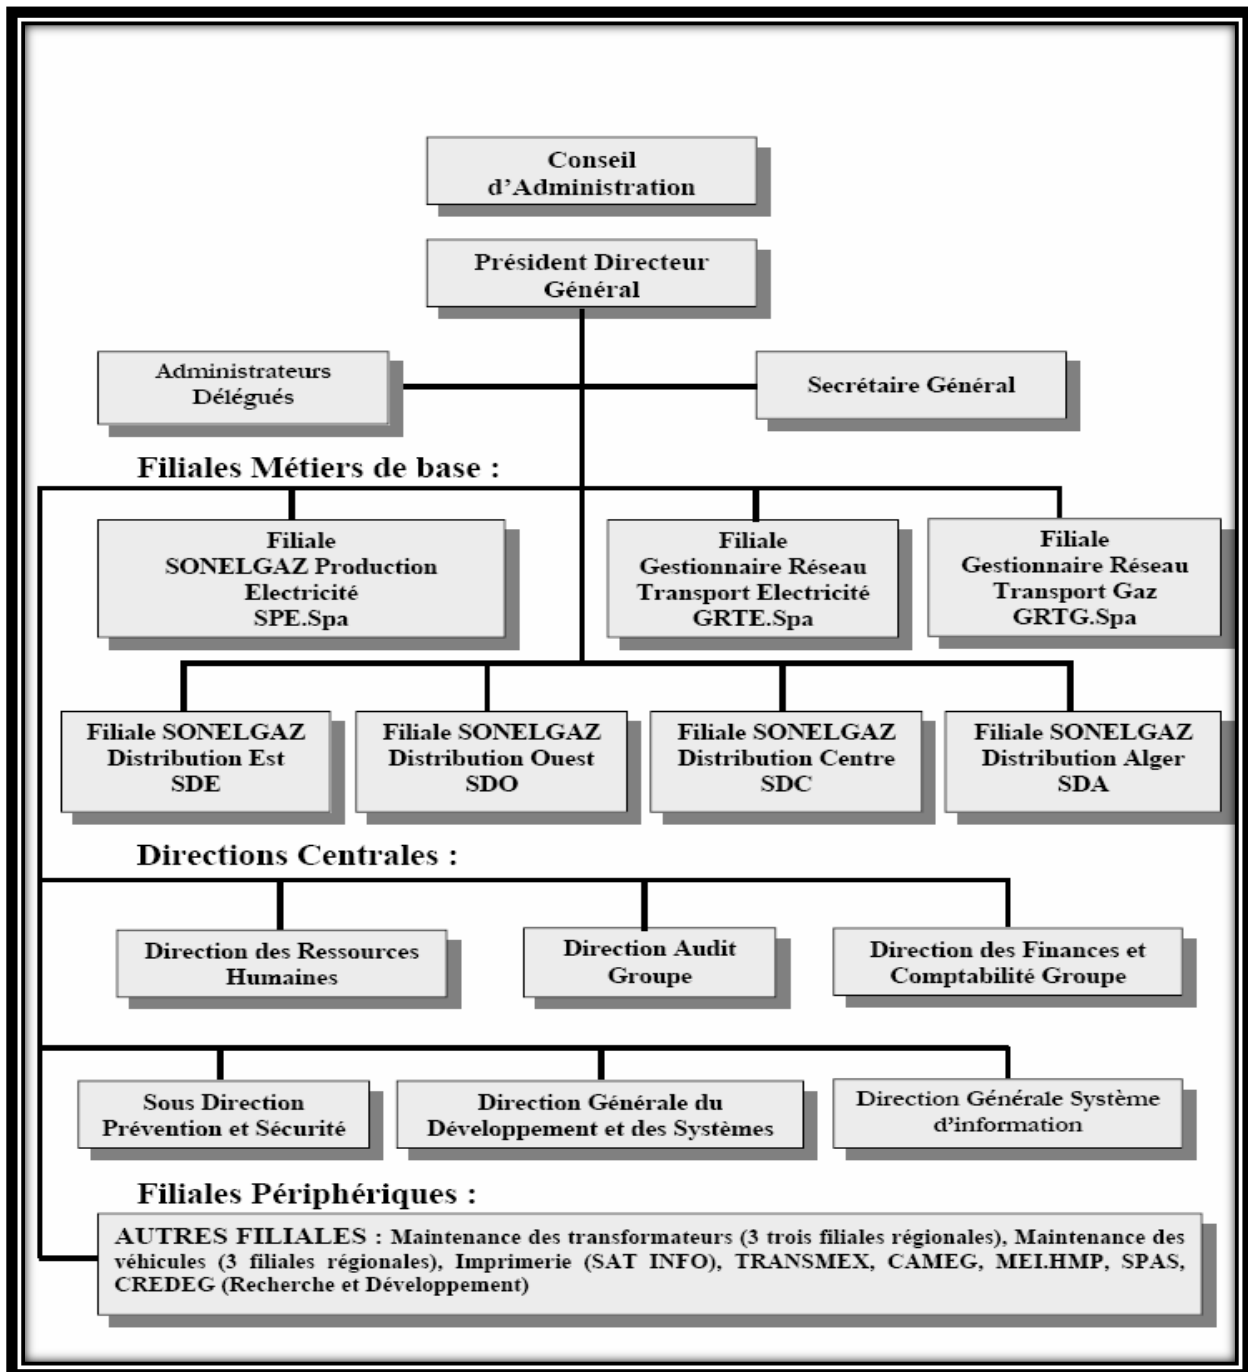 Conseil
d’Administration
Président Directeur
Général
Administrateurs
Délégués
Secrétaire Général
Filiales Métiers de base :
Filiale
SONELGAZ Production
Electricité
SPE.Spa
Filiale
Gestionnaire Réseau
Transport Electricité
GRTE.Spa
Filiale
Gestionnaire Réseau
Transport Gaz
GRTG.Spa
Filiale SONELGAZ
Distribution Est
SDE
Filiale SONELGAZ
Distribution Ouest
SDO
Filiale SONELGAZ
Distribution Centre
SDC
Filiale SONELGAZ
Distribution Alger
SDA
Directions Centrales :
Direction des Ressources
Humaines
Direction Audit
Groupe
Direction des Finances et
Comptabilité Groupe
Sous Direction
Prévention et Sécurité
Direction Générale du
Développement et des Systèmes
Direction Générale Système
d’information
Filiales Périphériques :
AUTRES FILIALES : Maintenance des transformateurs (3 trois filiales régionales), Maintenance des
véhicules (3 filiales régionales), Imprimerie (SAT INFO), TRANSMEX, CAMEG, MEI.HMP, SPAS,
CREDEG (Recherche et Développement)